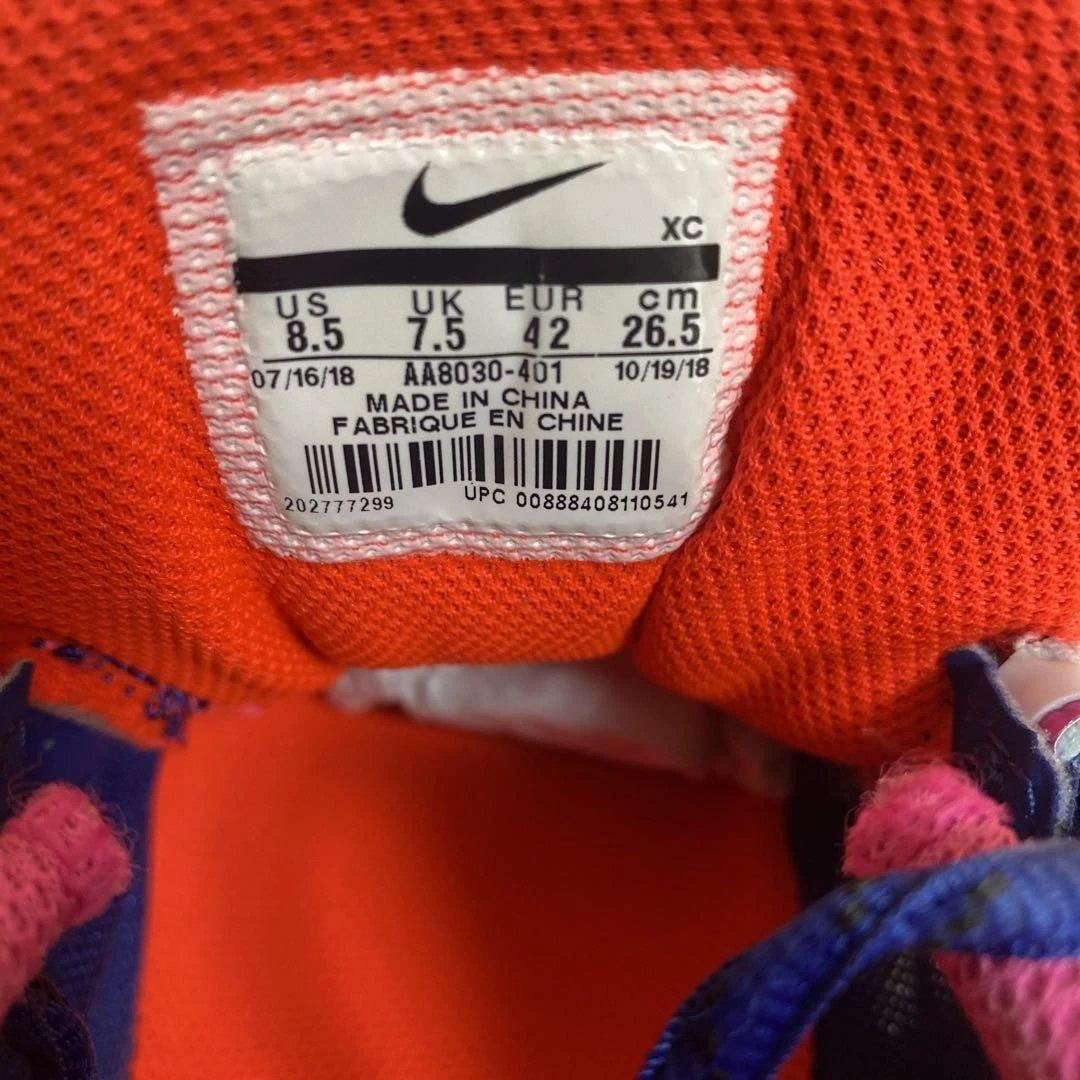 XC
US UK EUR cm
8.5 7.5 42 26.5
07/16/18 AA8030-401 10/19/18
MADE IN CHINA
FABRIQUE EN CHINE
202777299 UPC 00888408110541